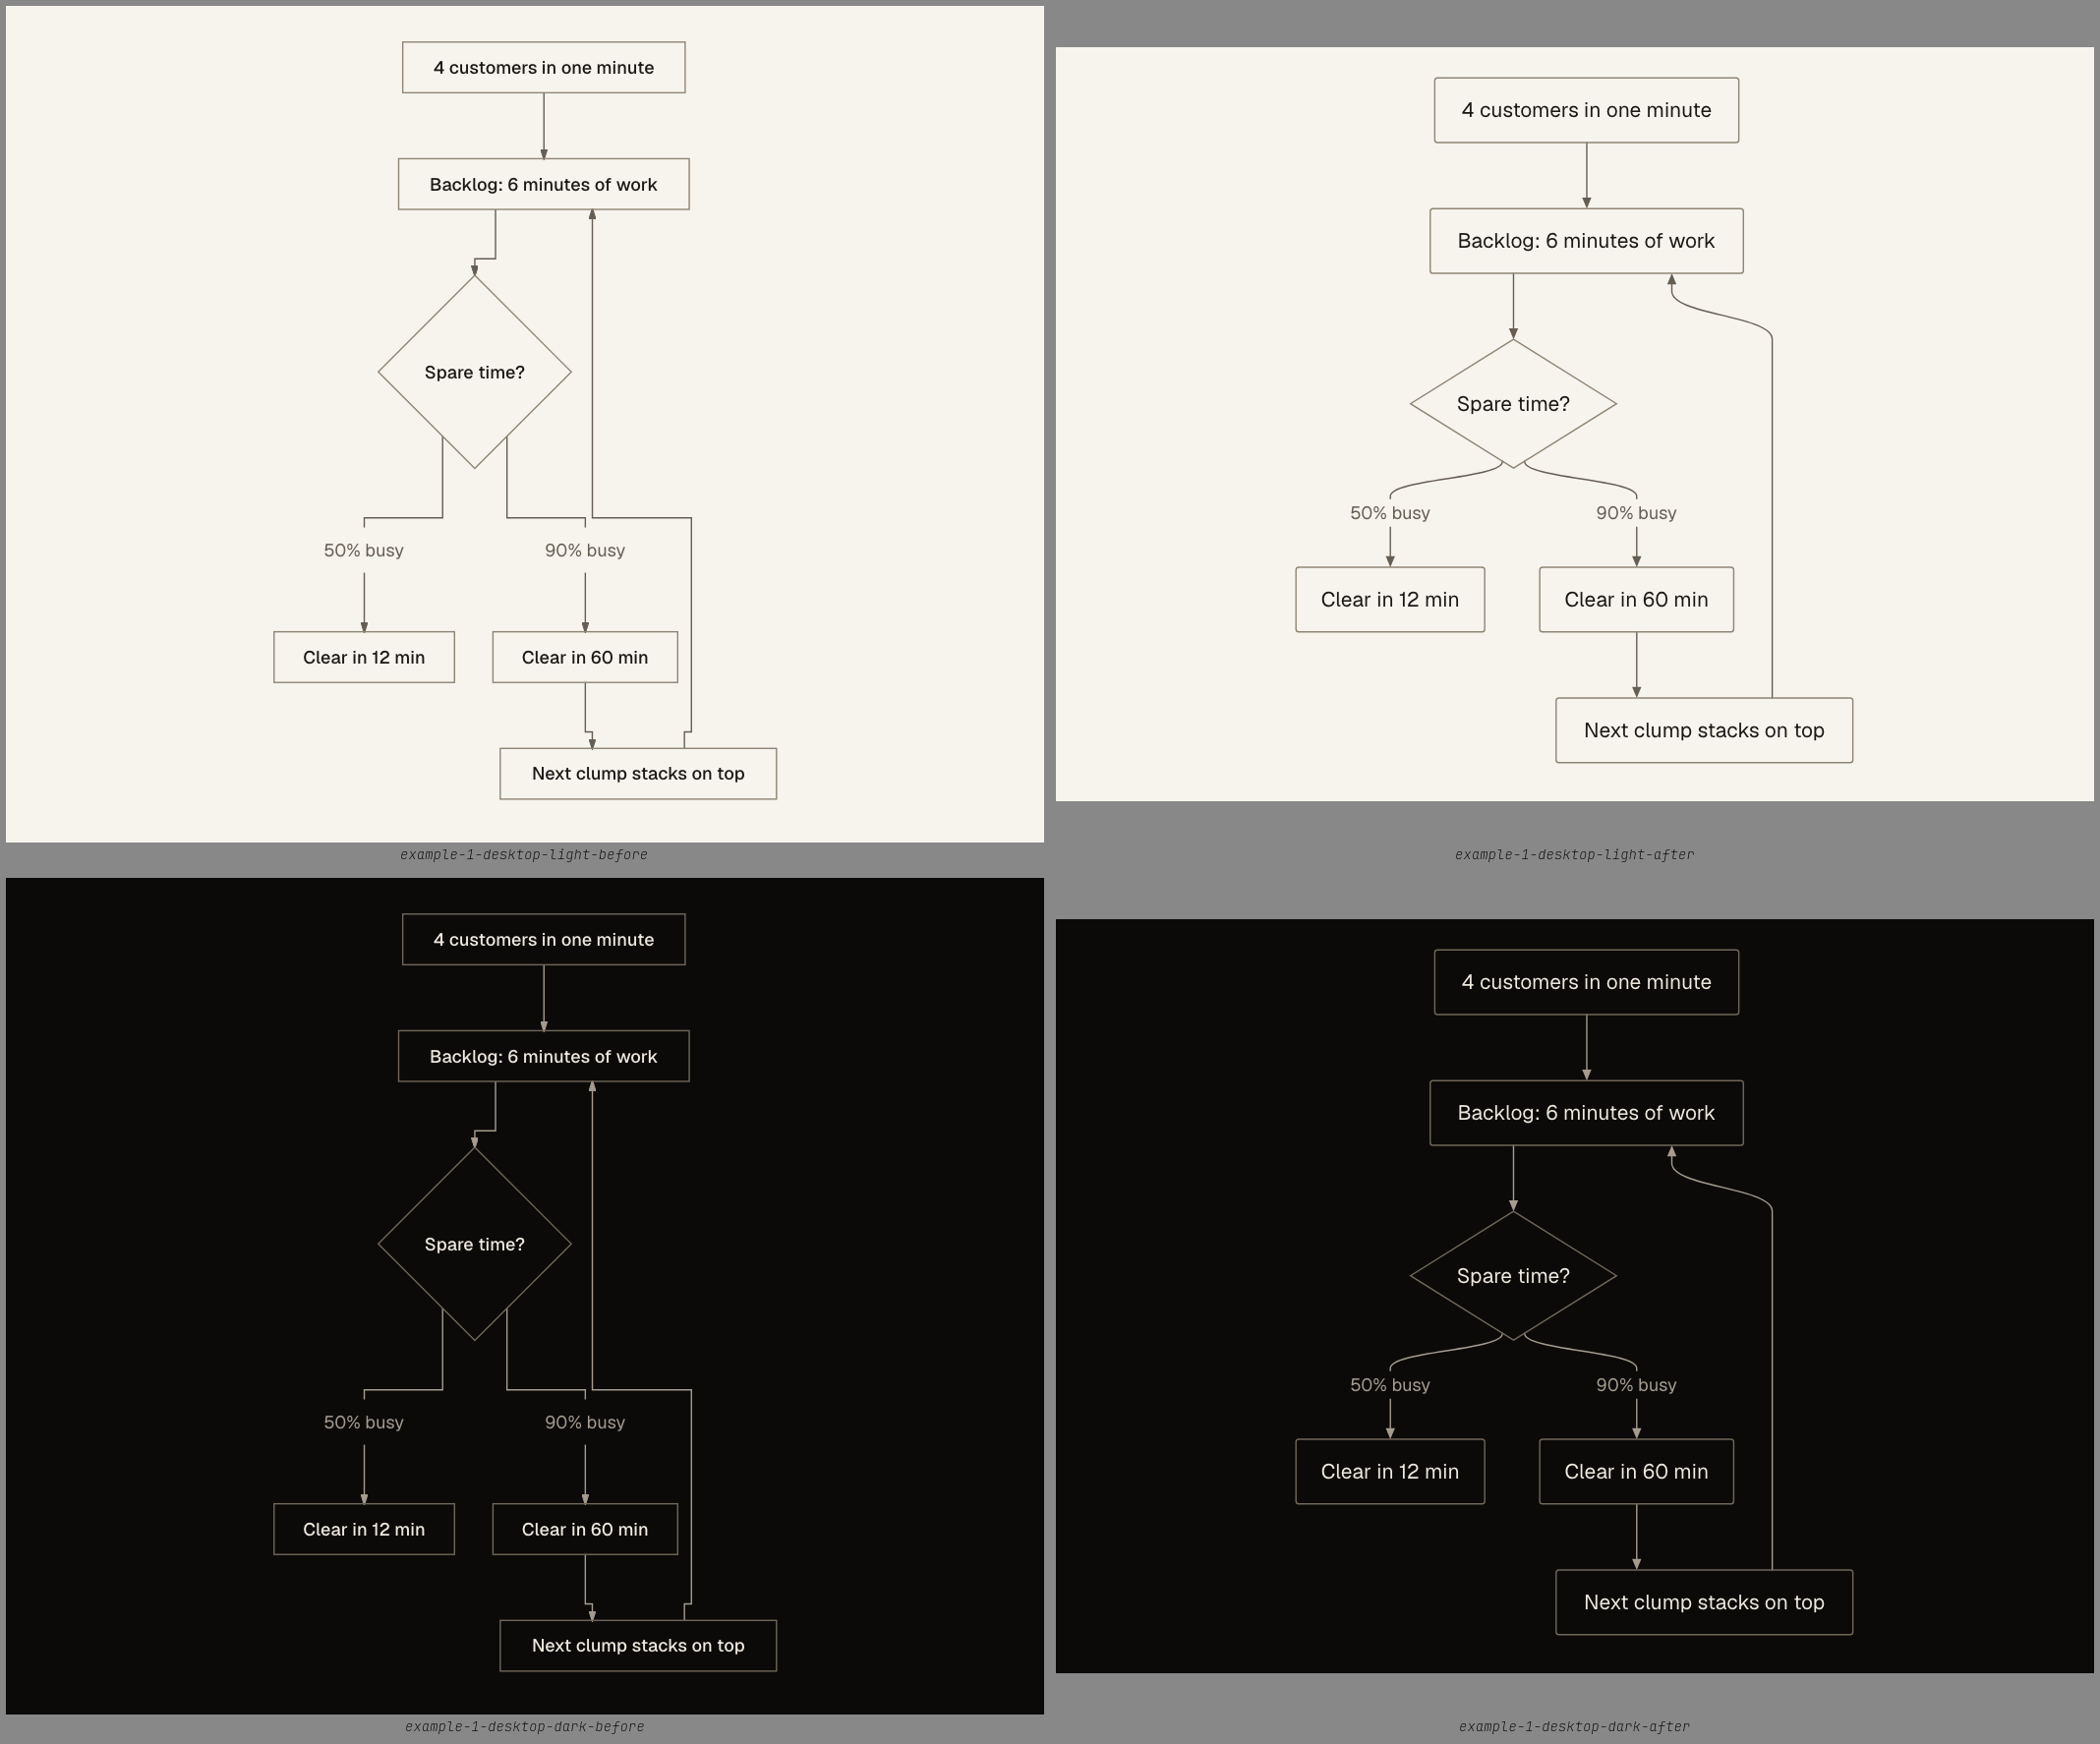 4 customers in one minute
Backlog: 6 minutes of work
Spare time?
50% busy
90% busy
Clear in 12 min
Clear in 60 min
Next clump stacks on top
example-1-desktop-light-before
4 customers in one minute
Backlog: 6 minutes of work
Spare time?
50% busy
90% busy
Clear in 12 min
Clear in 60 min
Next clump stacks on top
example-1-desktop-light-after
4 customers in one minute
Backlog: 6 minutes of work
Spare time?
50% busy
90% busy
Clear in 12 min
Clear in 60 min
Next clump stacks on top
example-1-desktop-dark-before
4 customers in one minute
Backlog: 6 minutes of work
Spare time?
50% busy
90% busy
Clear in 12 min
Clear in 60 min
Next clump stacks on top
example-1-desktop-dark-after